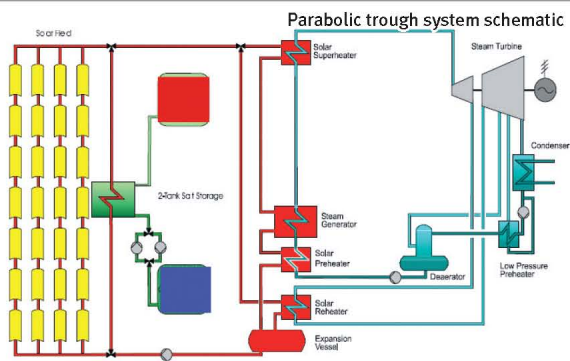 Parabolic trough system schematic
Solar Field
Solar
Superheater
Steam Turbine
Condenser
2-Tank Salt Storage
Steam
Generator
Solar
Preheater
Deaerator
Low Pressure
Preheater
Solar
Reheater
Expansion
Vessel